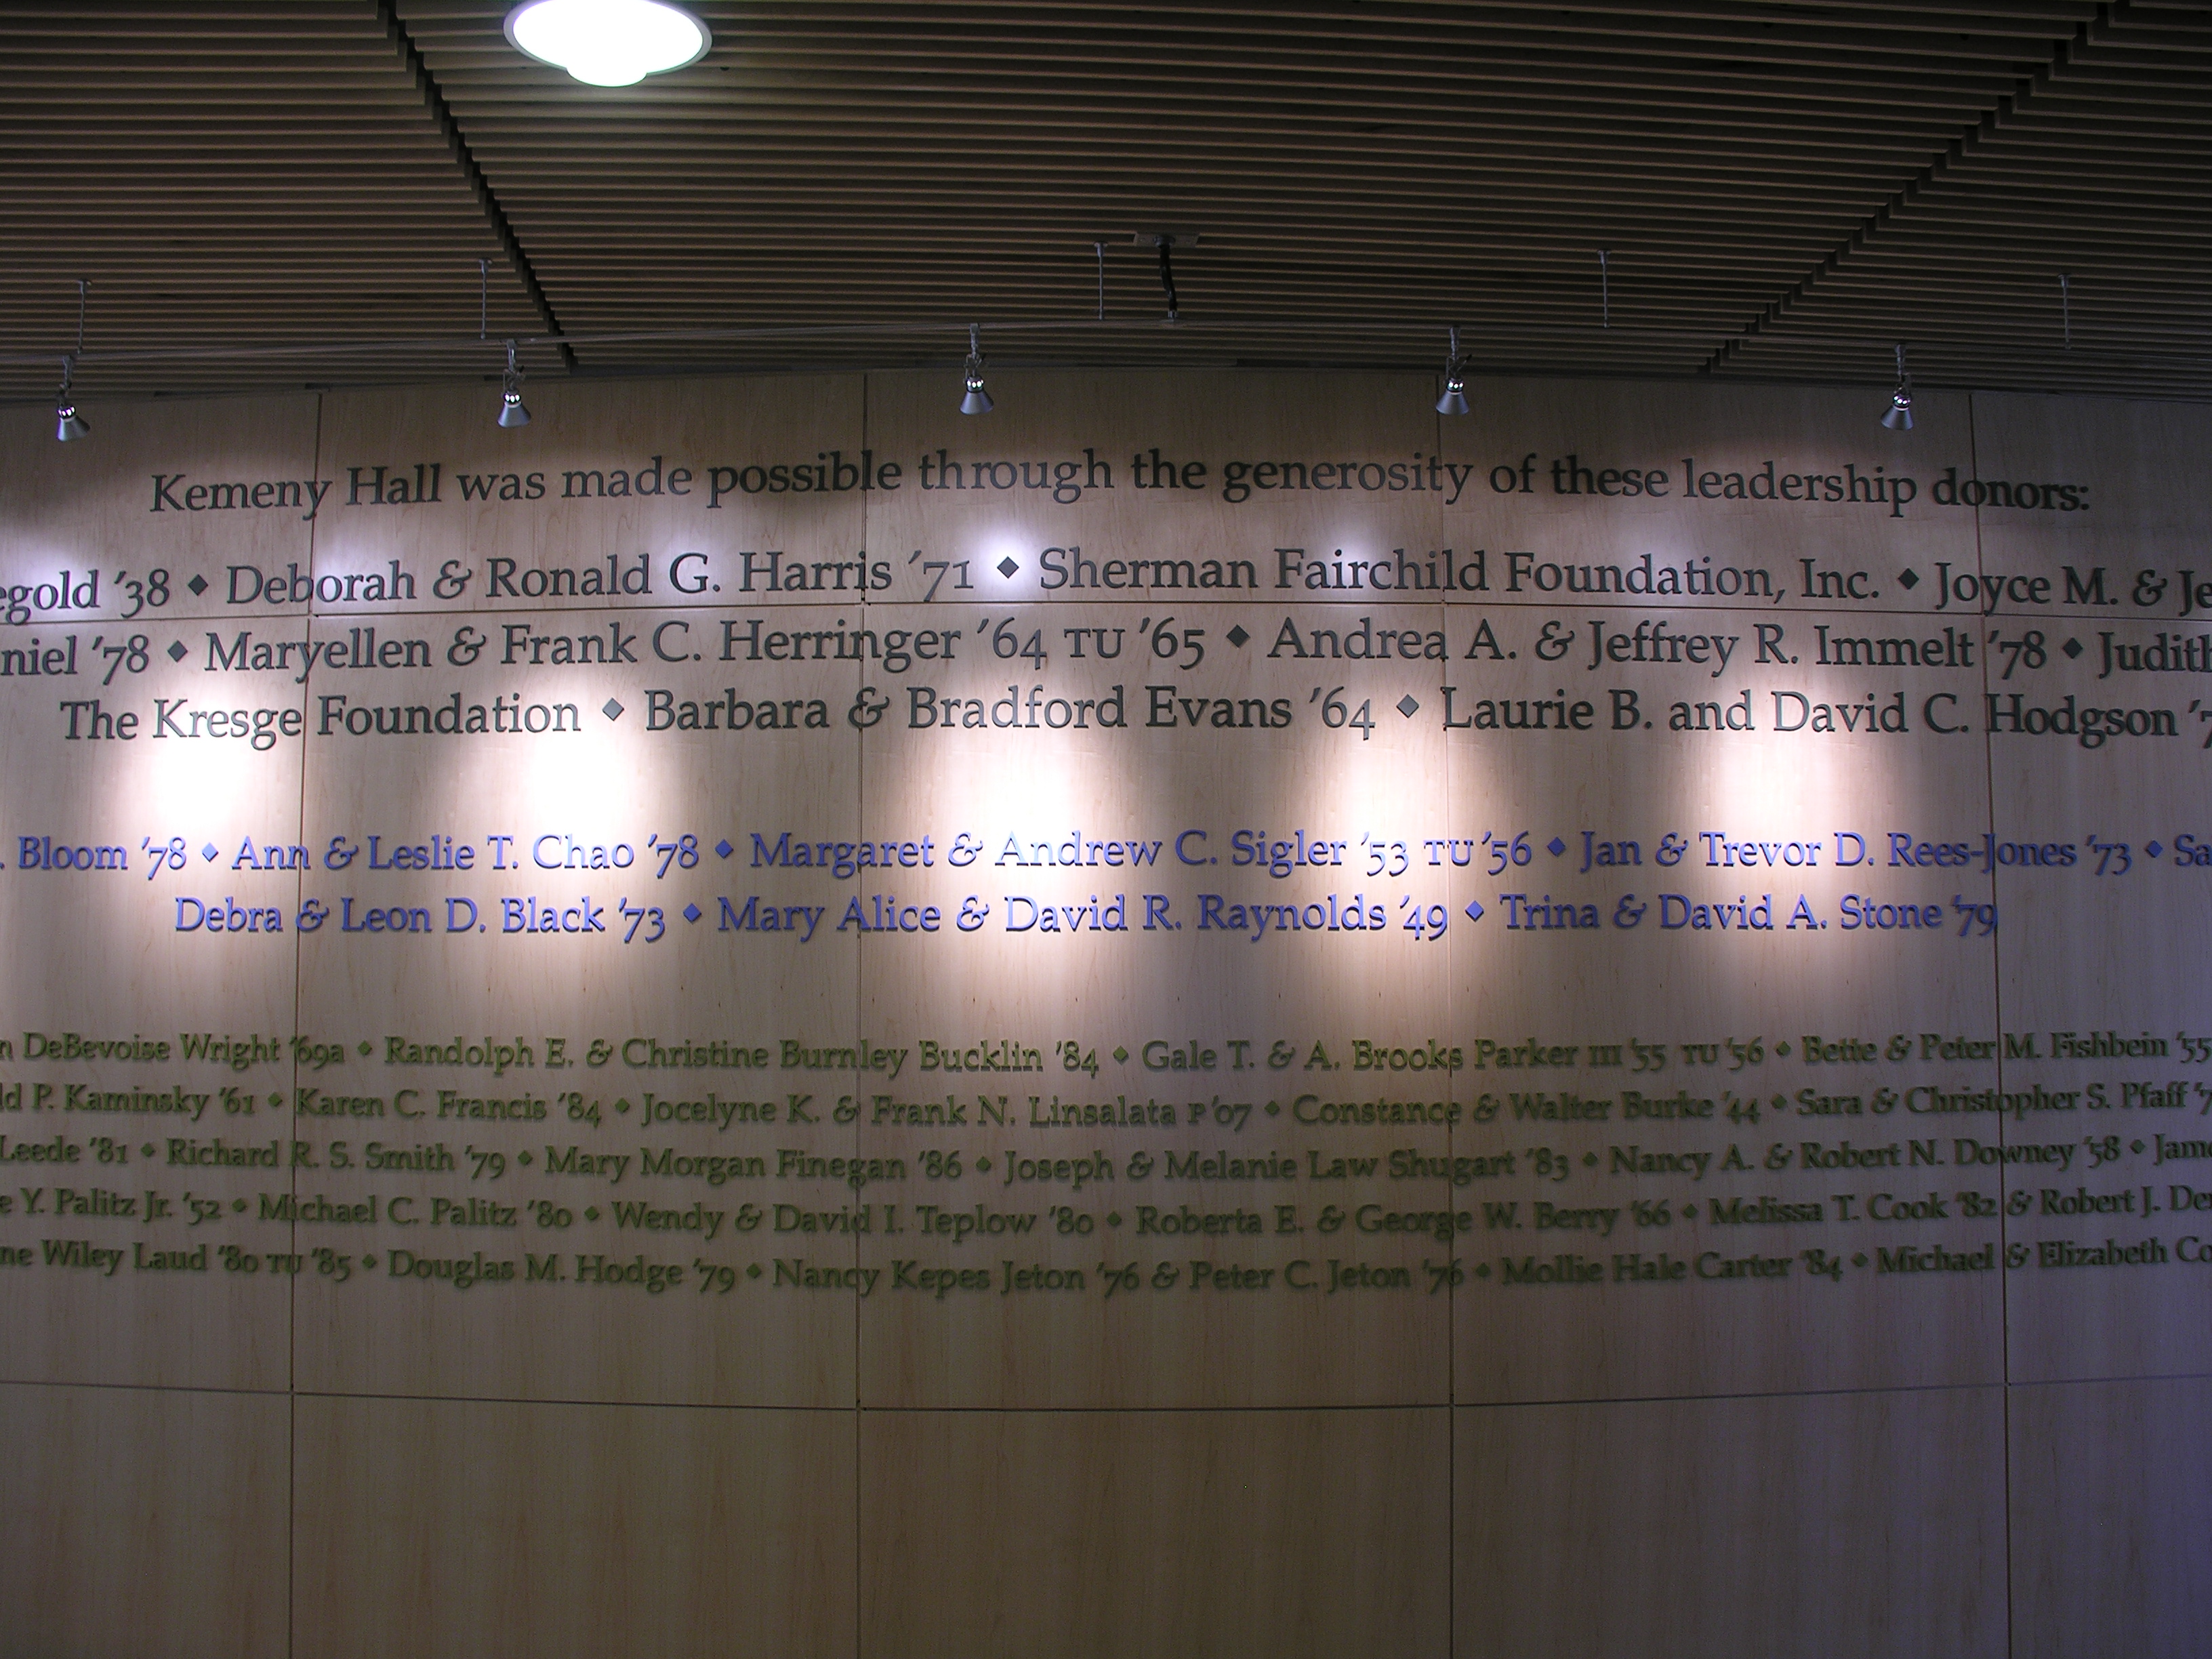 Kemeny Hall was made possible through the generosity of these leadership donors:
egold '38 ◆ Deborah & Ronald G. Harris '71 ◆ Sherman Fairchild Foundation, Inc. ◆ Joyce M. & Je
niel '78 ◆ Maryellen & Frank C. Herringer '64 TU '65 ◆ Andrea A. & Jeffrey R. Immelt '78 ◆ Judith
The Kresge Foundation ◆ Barbara & Bradford Evans '64 ◆ Laurie B. and David C. Hodgson '7
. Bloom '78 ◆ Ann & Leslie T. Chao '78 ◆ Margaret & Andrew C. Sigler '53 TU '56 ◆ Jan & Trevor D. Rees-Jones '73 ◆ Sa
Debra & Leon D. Black '73 ◆ Mary Alice & David R. Raynolds '49 ◆ Trina & David A. Stone '79
n DeBevoise Wright '69a ◆ Randolph E. & Christine Burnley Bucklin '84 ◆ Gale T. & A. Brooks Parker III '55 TU '56 ◆ Bette & Peter M. Fishbein '55
ld P. Kaminsky '61 ◆ Karen C. Francis '84 ◆ Jocelyne K. & Frank N. Linsalata P'07 ◆ Constance & Walter Burke '44 ◆ Sara & Christopher S. Pfaff '7
Leede '81 ◆ Richard R. S. Smith '79 ◆ Mary Morgan Finegan '86 ◆ Joseph & Melanie Law Shugart '83 ◆ Nancy A. & Robert N. Downey '58 ◆ Jame
e Y. Palitz Jr. '52 ◆ Michael C. Palitz '80 ◆ Wendy & David I. Teplow '80 ◆ Roberta E. & George W. Berry '66 ◆ Melissa T. Cook '82 & Robert J. De
ne Wiley Laud '80 TU '85 ◆ Douglas M. Hodge '79 ◆ Nancy Kepes Jeton '76 & Peter C. Jeton '76 ◆ Mollie Hale Carter '84 ◆ Michael & Elizabeth Co